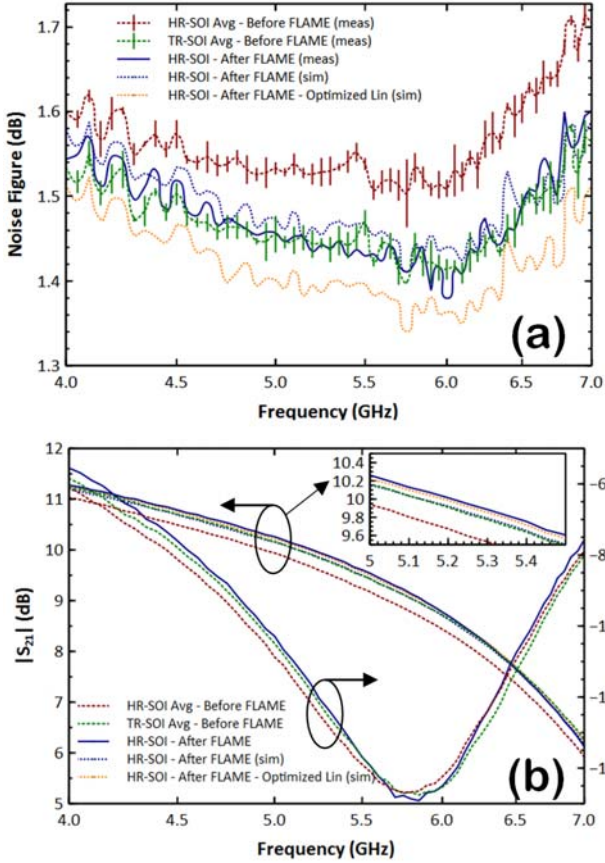 1.7
1.6
1.5
1.4
1.3
Noise Figure (dB)
HR-SOI Avg - Before FLAME (meas)
TR-SOI Avg - Before FLAME (meas)
HR-SOI - After FLAME (meas)
HR-SOI - After FLAME (sim)
HR-SOI - After FLAME - Optimized Lin (sim)
(a)
4.0 4.5 5.0 5.5 6.0 6.5 7.0
Frequency (GHz)
12
11
10
9
8
7
6
5
|S21| (dB)
10.4
10.2
10.0
9.8
9.6
5 5.1 5.2 5.3 5.4
-6
-8
-1
-1
-1
HR-SOI Avg - Before FLAME
TR-SOI Avg - Before FLAME
HR-SOI - After FLAME
HR-SOI - After FLAME (sim)
HR-SOI - After FLAME - Optimized Lin (sim)
(b)
4.0 4.5 5.0 5.5 6.0 6.5 7.0
Frequency (GHz)